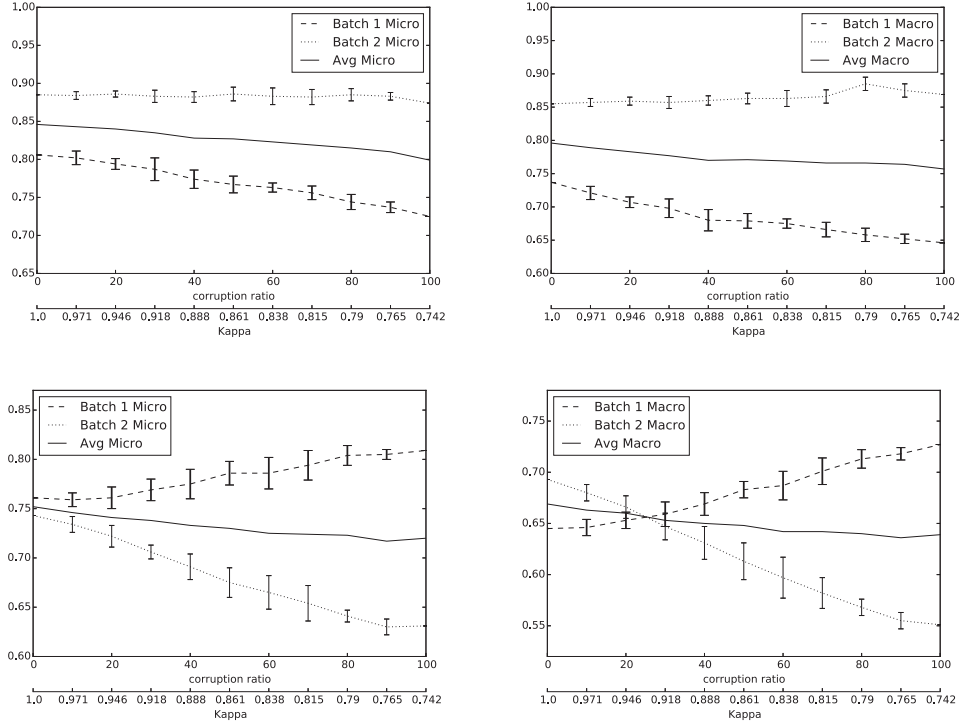 1.00
0.95
0.90
0.85
0.80
0.75
0.70
0.65
Batch 1 Micro
Batch 2 Micro
Avg Micro
0 20 40 60 80 100
corruption ratio
1.0 0.971 0.946 0.918 0.888 0.861 0.838 0.815 0.79 0.765 0.742
Kappa
1.00
0.95
0.90
0.85
0.80
0.75
0.70
0.65
0.60
Batch 1 Macro
Batch 2 Macro
Avg Macro
0 20 40 60 80 100
corruption ratio
1.0 0.971 0.946 0.918 0.888 0.861 0.838 0.815 0.79 0.765 0.742
Kappa
0.85
0.80
0.75
0.70
0.65
0.60
Batch 1 Micro
Batch 2 Micro
Avg Micro
0 20 40 60 80 100
corruption ratio
1.0 0.971 0.946 0.918 0.888 0.861 0.838 0.815 0.79 0.765 0.742
Kappa
0.75
0.70
0.65
0.60
0.55
Batch 1 Macro
Batch 2 Macro
Avg Macro
0 20 40 60 80 100
corruption ratio
1.0 0.971 0.946 0.918 0.888 0.861 0.838 0.815 0.79 0.765 0.742
Kappa